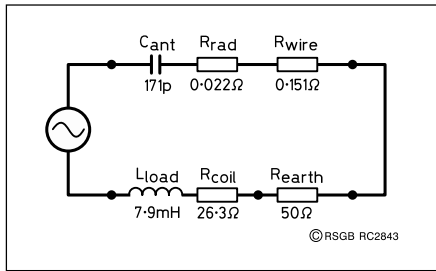 Cant Rrad Rwire
171p 0·022Ω 0·151Ω
Lload Rcoil Rearth
7·9mH 26·3Ω 50Ω
©RSGB RC2843